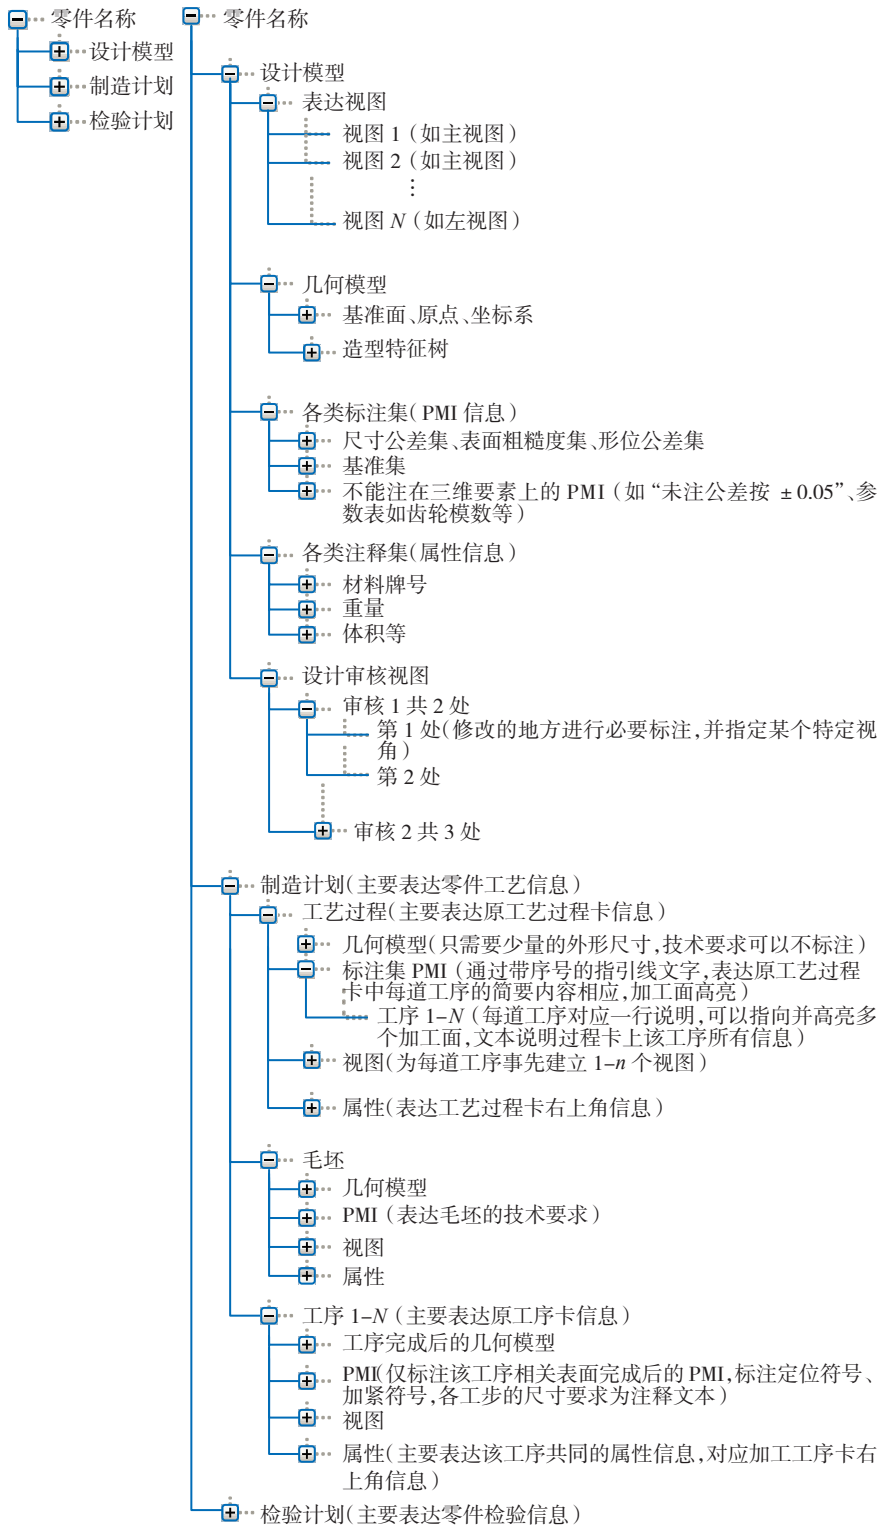 零件名称
设计模型
制造计划
检验计划
零件名称
设计模型
表达视图
视图 1（如主视图）
视图 2（如主视图）
⋮
视图 N（如左视图）
几何模型
基准面、原点、坐标系
造型特征树
各类标注集（PMI 信息）
尺寸公差集、表面粗糙度集、形位公差集
基准集
不能注在三维要素上的 PMI（如“未注公差按 ±0.05”、参
数表如齿轮模数等）
各类注释集（属性信息）
材料牌号
重量
体积等
设计审核视图
审核 1 共 2 处
第 1 处（修改的地方进行必要标注，并指定某个特定视
角）
第 2 处
审核 2 共 3 处
制造计划（主要表达零件工艺信息）
工艺过程（主要表达原工艺过程卡信息）
几何模型（只需要少量的外形尺寸，技术要求可以不标注）
标注集 PMI（通过带序号的指引线文字，表达原工艺过程
卡中每道工序的简要内容相应，加工面高亮）
工序 1–N（每道工序对应一行说明，可以指向并高亮多
个加工面，文本说明过程卡上该工序所有信息）
视图（为每道工序事先建立 1–n 个视图）
属性（表达工艺过程卡右上角信息）
毛坯
几何模型
PMI（表达毛坯的技术要求）
视图
属性
工序 1–N（主要表达原工序卡信息）
工序完成后的几何模型
PMI（仅标注该工序相关表面完成后的 PMI，标注定位符号、
加紧符号，各工步的尺寸要求为注释文本）
视图
属性（主要表达该工序共同的属性信息，对应加工工序卡右
上角信息）
检验计划（主要表达零件检验信息）